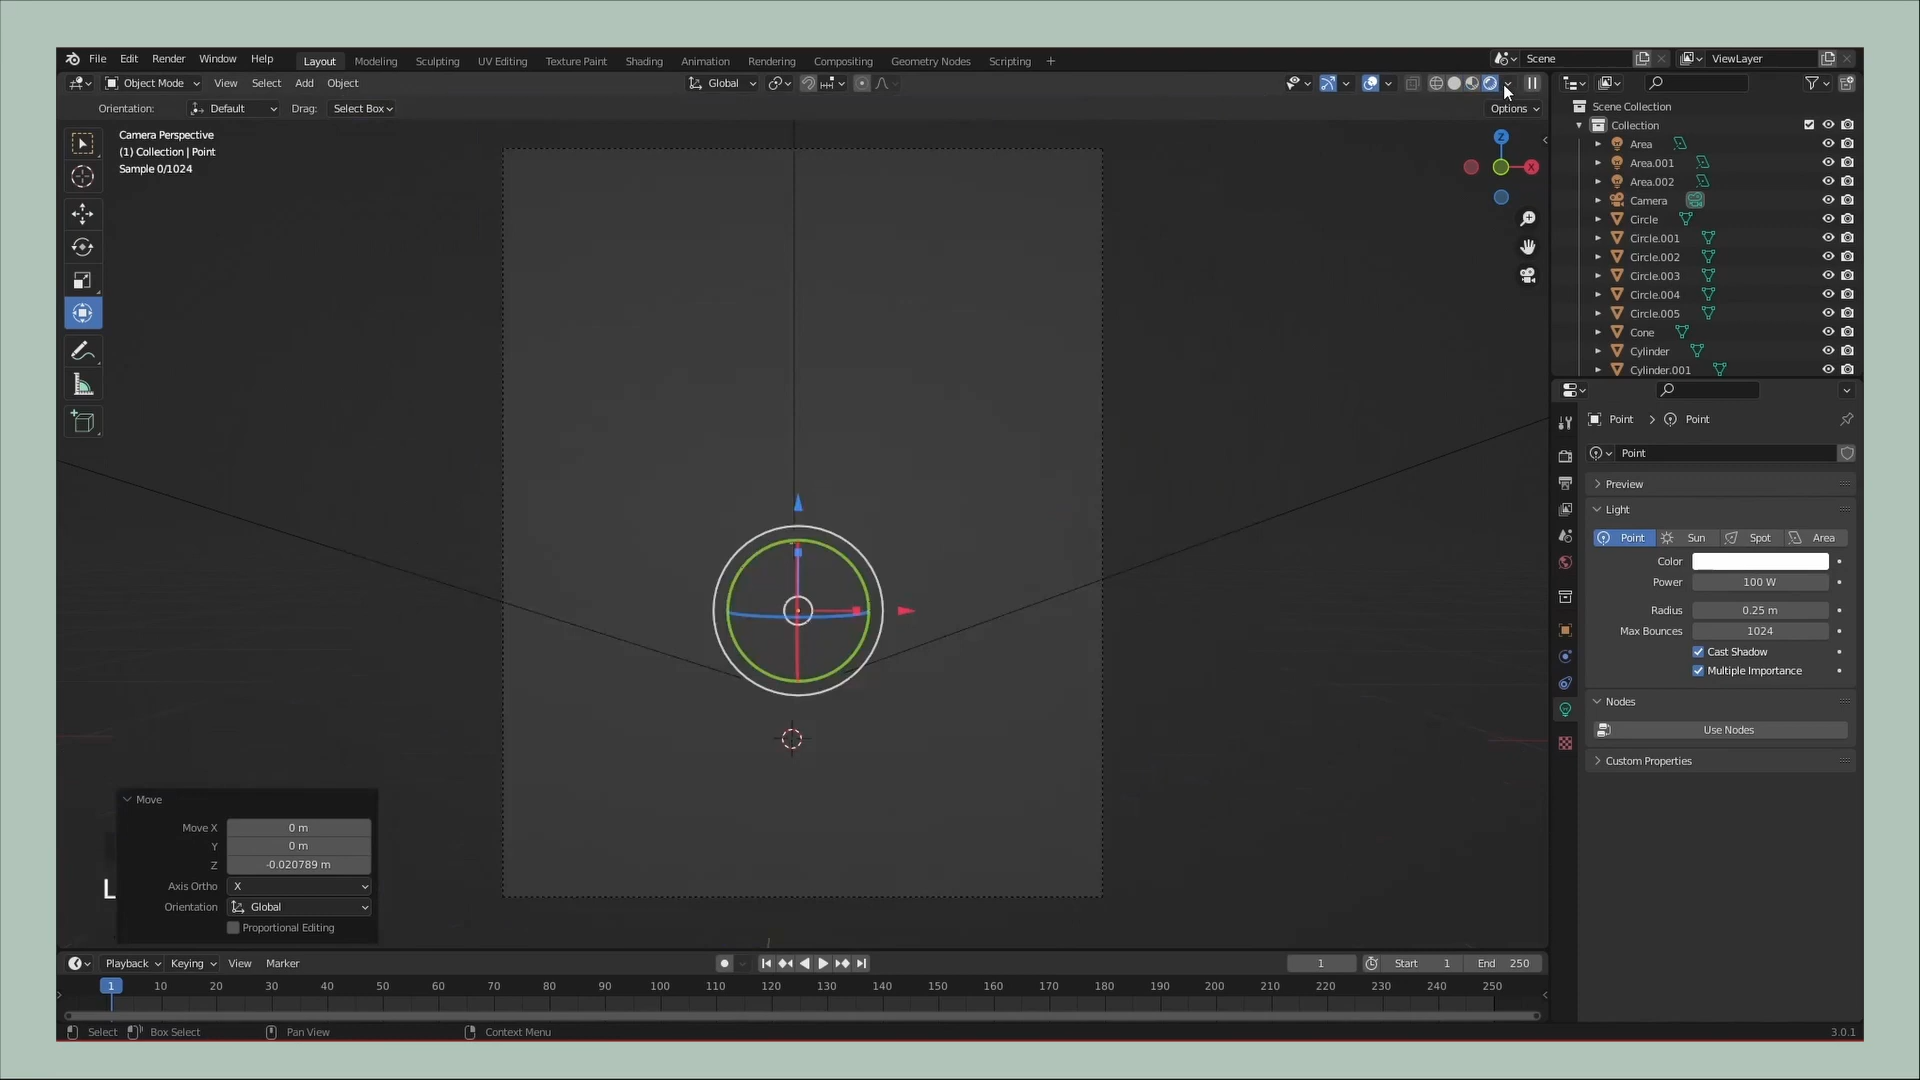 File Edit Render Window Help Layout Modeling Sculpting UV Editing Texture Paint Shading Animation Rendering Compositing Geometry Nodes Scripting + Scene ViewLayer
Object Mode View Select Add Object Global
Orientation: Default Drag: Select Box Options
Camera Perspective
(1) Collection | Point
Sample 0/1024
Z
X
Scene Collection
Collection
Area
Area.001
Area.002
Camera
Circle
Circle.001
Circle.002
Circle.003
Circle.004
Circle.005
Cone
Cylinder
Cylinder.001
Point Point
Point
Preview
Light
Point Sun Spot Area
Color
Power 100 W
Radius 0.25 m
Max Bounces 1024
Cast Shadow
Multiple Importance
Nodes
Use Nodes
Custom Properties
Move
Move X 0 m
Y 0 m
Z -0.020789 m
Axis Ortho X
Orientation Global
Proportional Editing
L
Playback Keying View Marker 1 Start 1 End 250
1 10 20 30 40 50 60 70 80 90 100 110 120 130 140 150 160 170 180 190 200 210 220 230 240 250
Select Box Select Pan View Context Menu 3.0.1